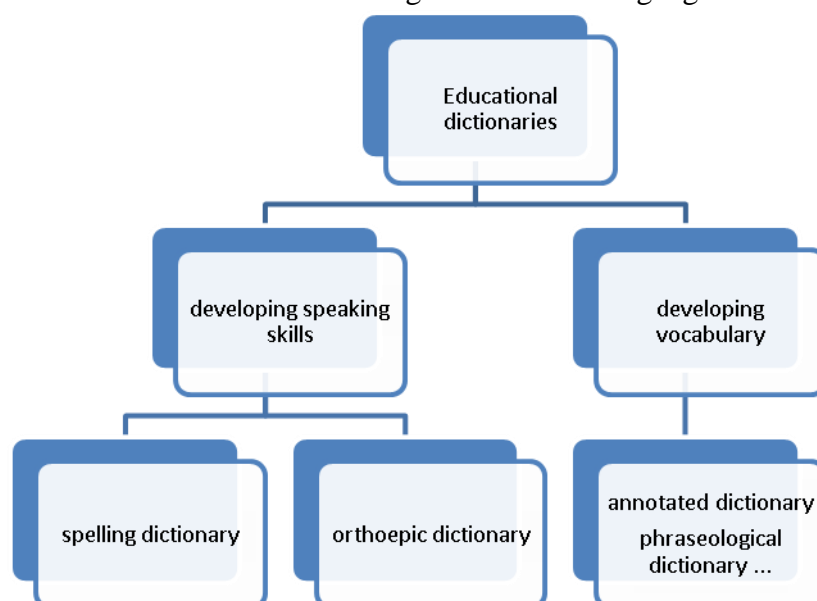 Educational
dictionaries
developing speaking
skills
developing
vocabulary
spelling dictionary
orthoepic dictionary
annotated dictionary
phraseological
dictionary ...